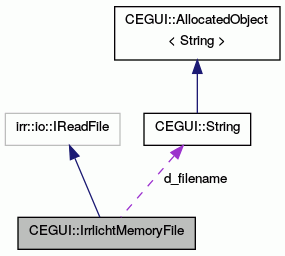 CEGUI::AllocatedObject
< String >
irr::io::IReadFile
CEGUI::String
d_filename
CEGUI::IrrlichtMemoryFile